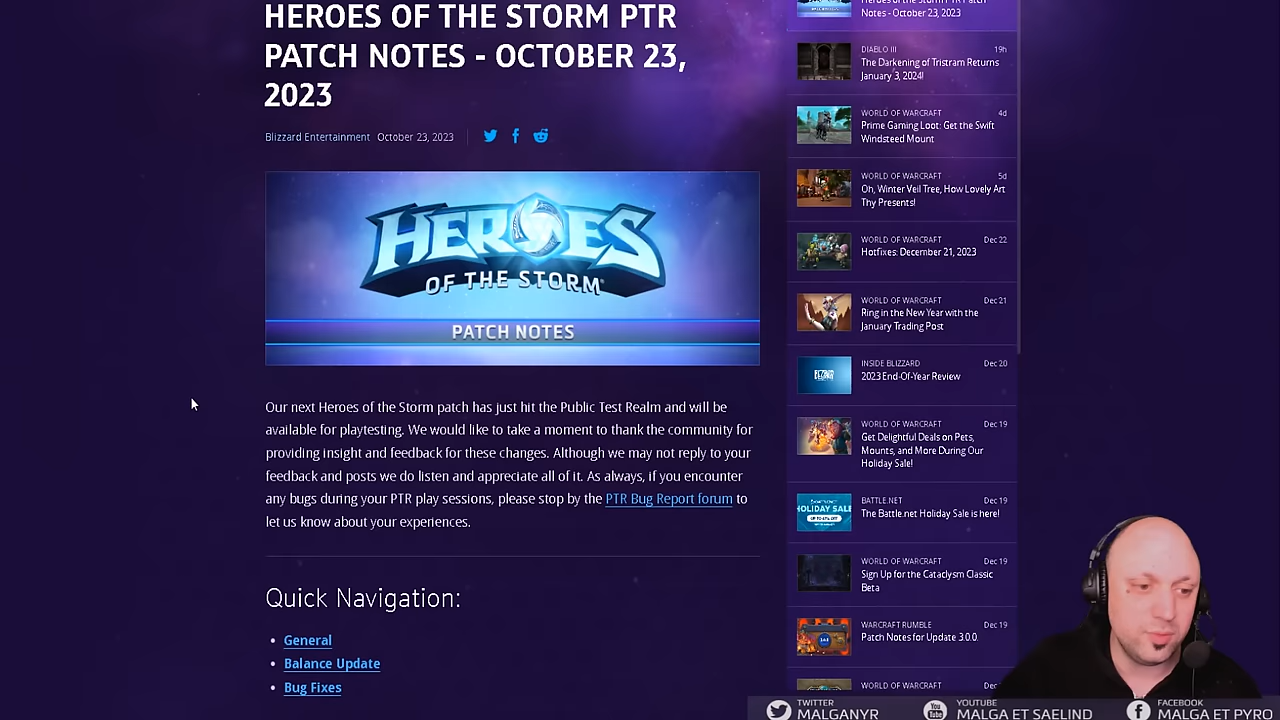 HEROES OF THE STORM PTR
PATCH NOTES - OCTOBER 23,
2023
Blizzard Entertainment October 23, 2023
HEROES
OF THE STORM
PATCH NOTES
Our next Heroes of the Storm patch has just hit the Public Test Realm and will be
available for playtesting. We would like to take a moment to thank the community for
providing insight and feedback for these changes. Although we may not reply to your
feedback and posts we do listen and appreciate all of it. As always, if you encounter
any bugs during your PTR play sessions, please stop by the PTR Bug Report forum to
let us know about your experiences.
Quick Navigation:
• General
• Balance Update
• Bug Fixes
Heroes of the Storm PTR Patch
Notes - October 23, 2023
DIABLO III 19h
The Darkening of Tristram Returns
January 3, 2024!
WORLD OF WARCRAFT 4d
Prime Gaming Loot: Get the Swift
Windsteed Mount
WORLD OF WARCRAFT 5d
Oh, Winter Veil Tree, How Lovely Art
Thy Presents!
WORLD OF WARCRAFT Dec 22
Hotfixes: December 21, 2023
WORLD OF WARCRAFT Dec 21
Ring in the New Year with the
January Trading Post
INSIDE BLIZZARD Dec 20
2023 End-Of-Year Review
WORLD OF WARCRAFT Dec 19
Get Delightful Deals on Pets,
Mounts, and More During Our
Holiday Sale!
BATTLE.NET Dec 19
HOLIDAY SALE
The Battle.net Holiday Sale is here!
WORLD OF WARCRAFT Dec 19
Sign Up for the Cataclysm Classic
Beta
WARCRAFT RUMBLE Dec 19
Patch Notes for Update 3.0.0.
WORLD OF WARCRAFT
TWITTER
MALGANYR
You Tube
YOUTUBE
MALGA ET SAELIND
FACEBOOK
MALGA ET PYRO